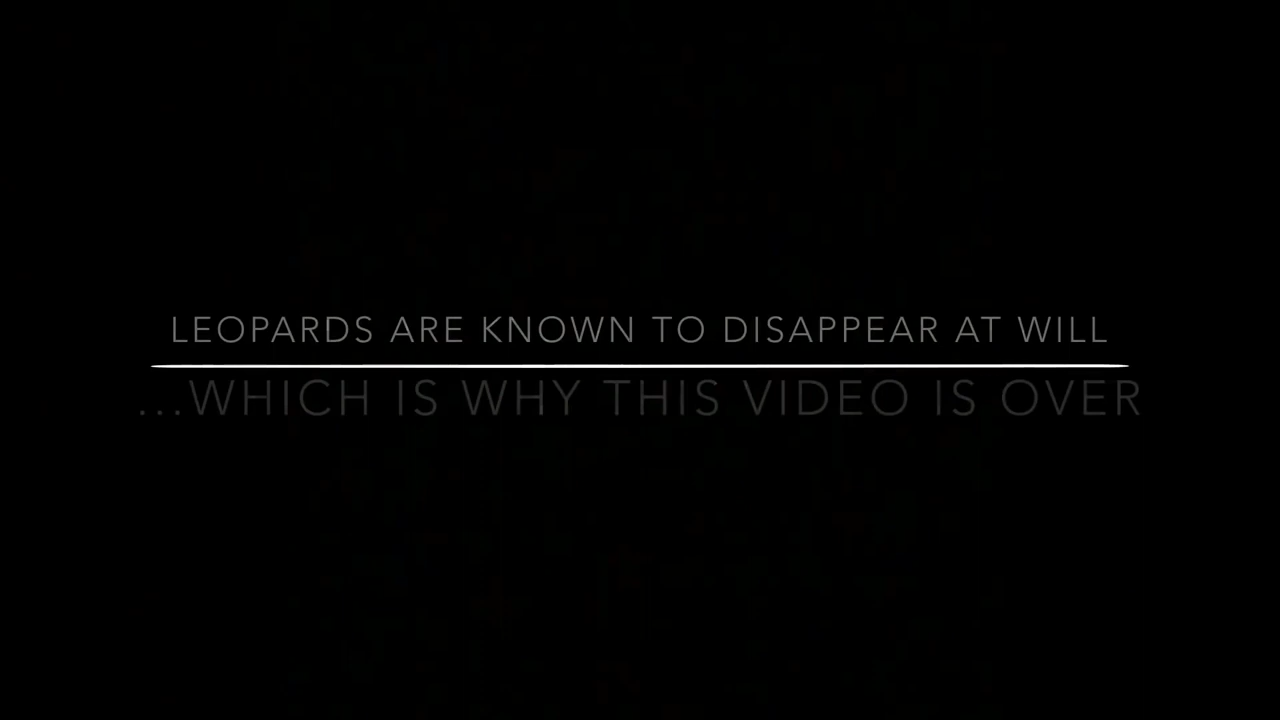 LEOPARDS ARE KNOWN TO DISAPPEAR AT WILL
...WHICH IS WHY THIS VIDEO IS OVER